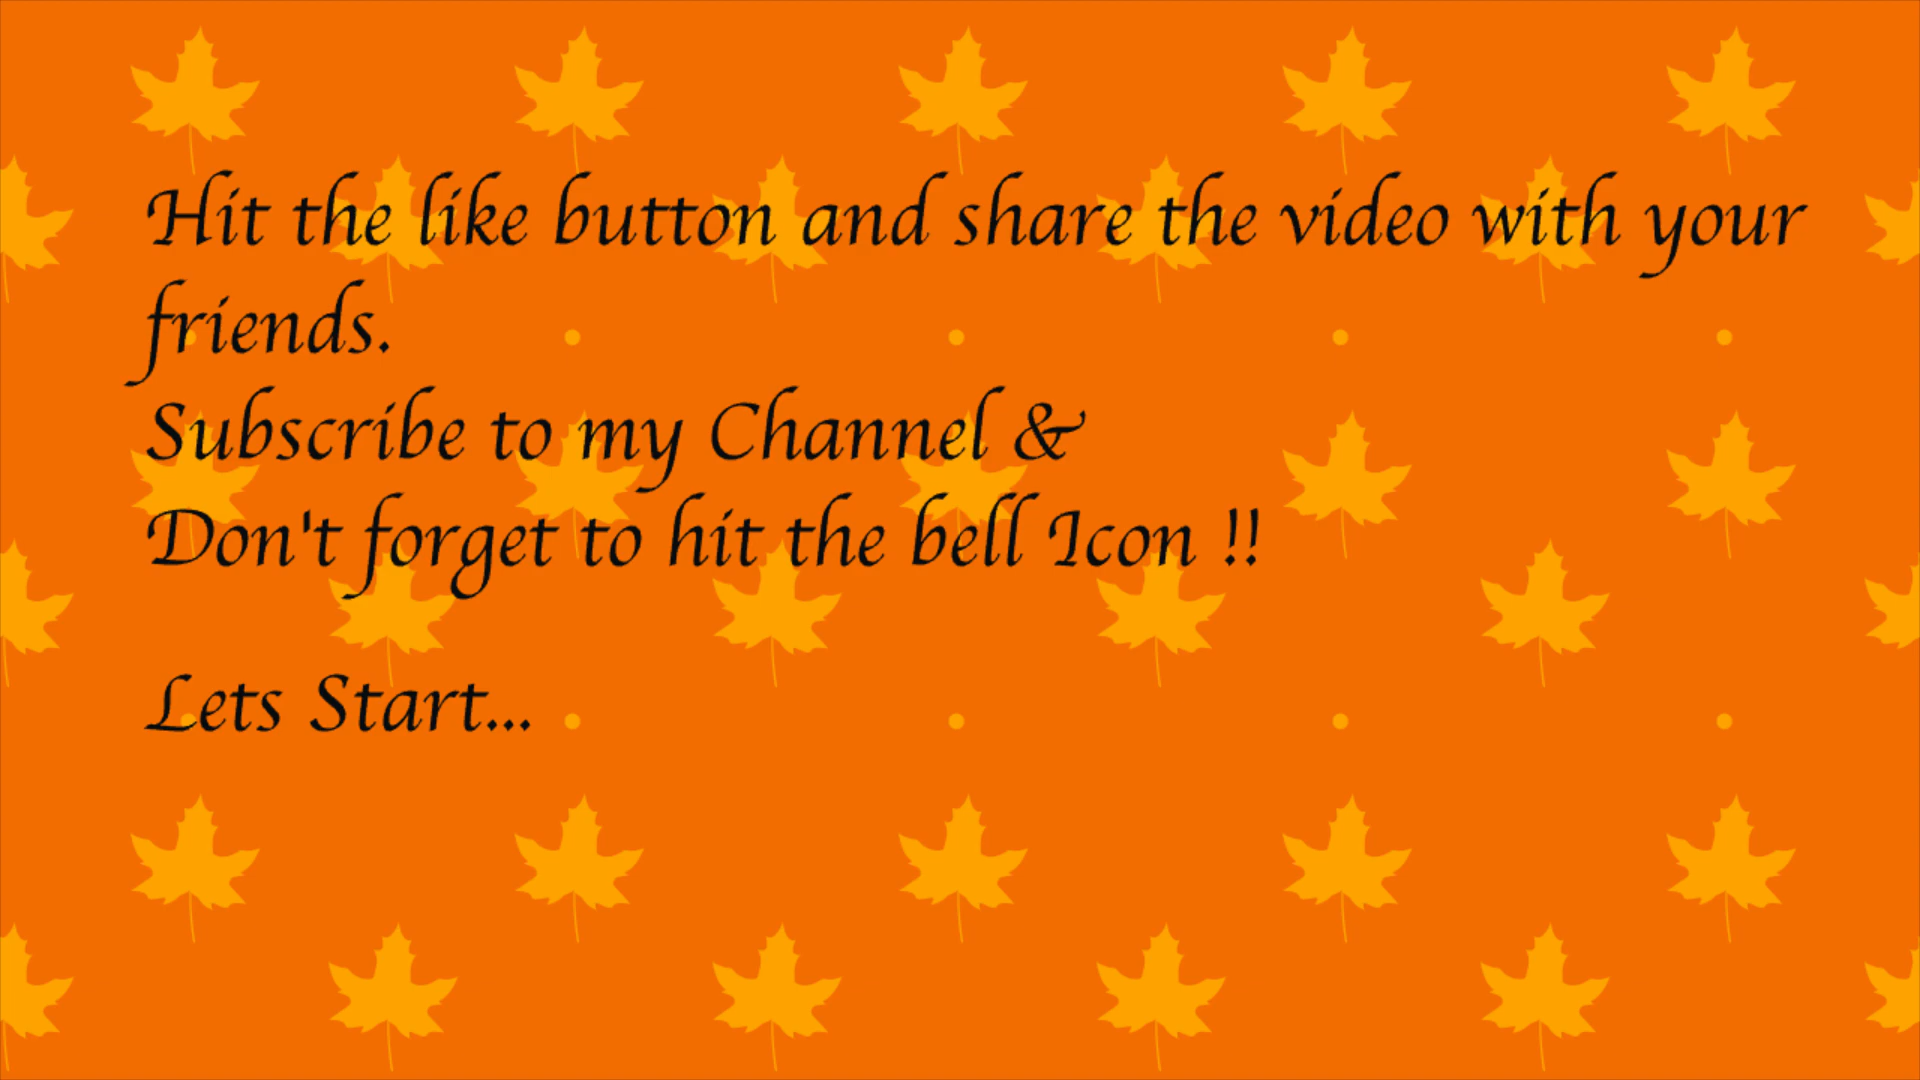 Hit the like button and share the video with your
friends.
Subscribe to my Channel &
Don't forget to hit the bell Icon !!
Lets Start...